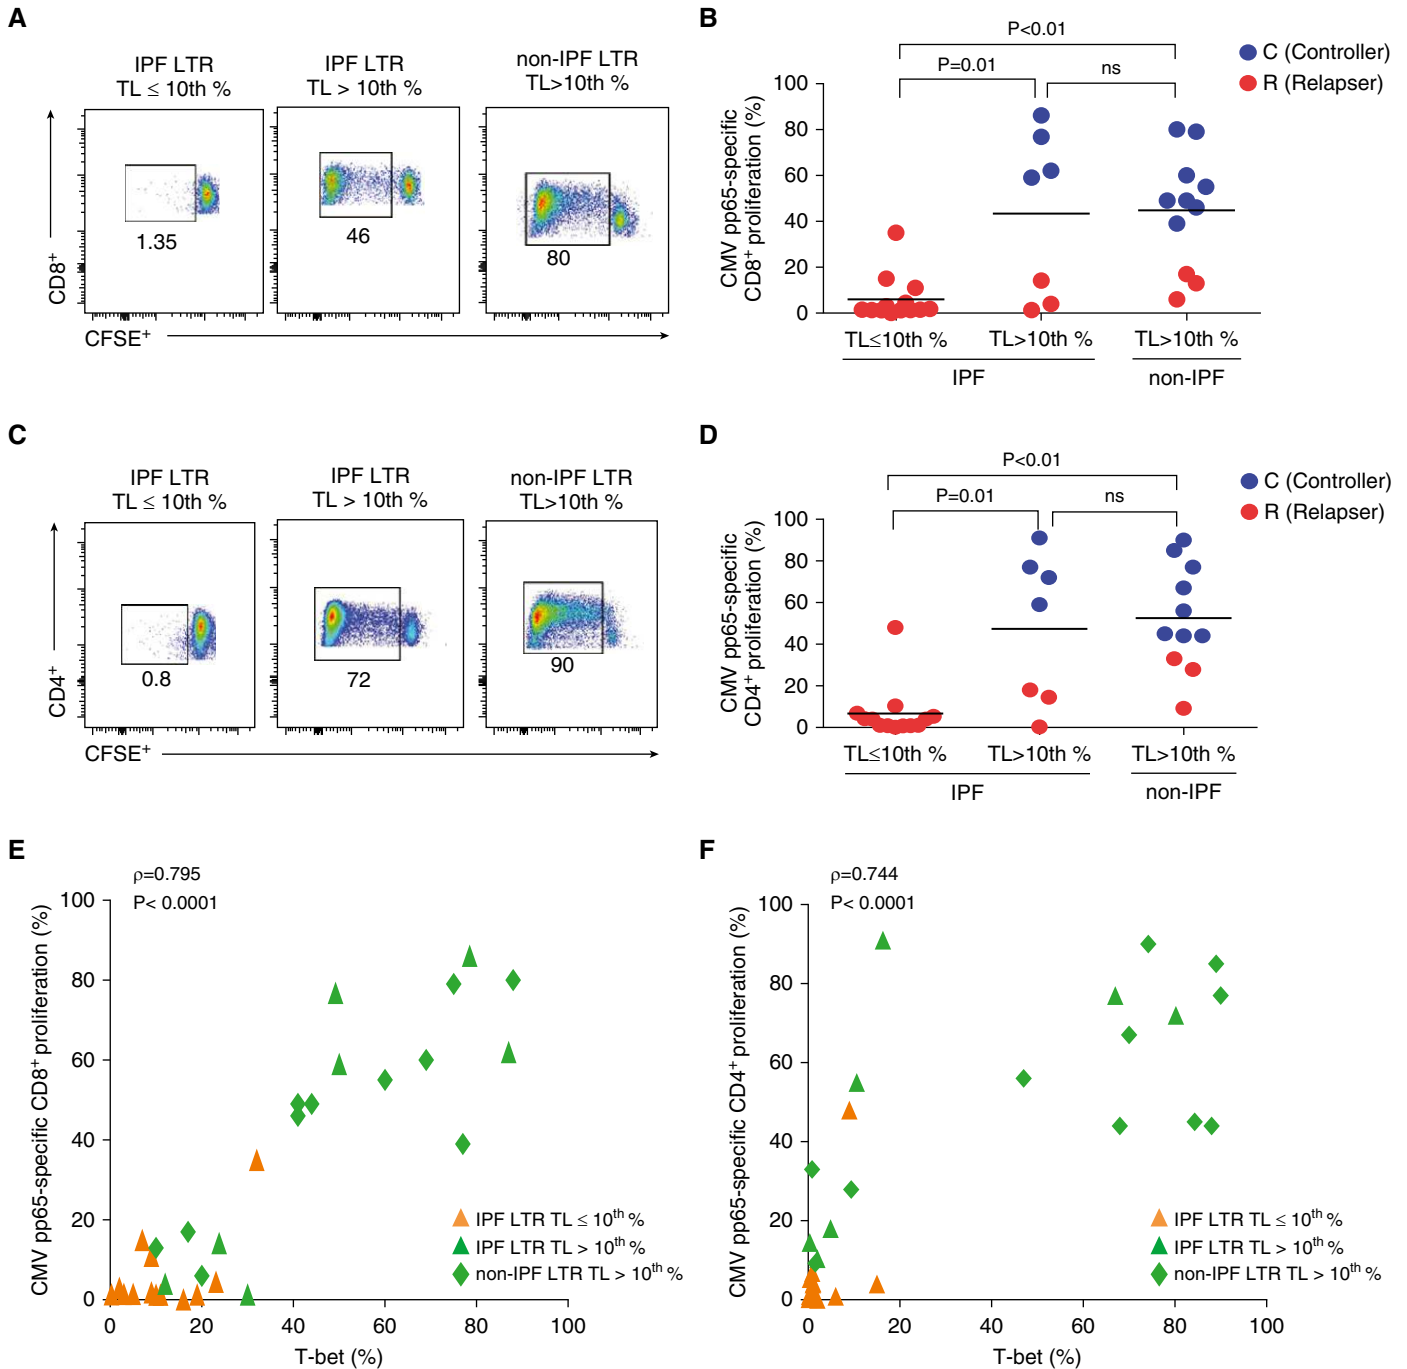 A
IPF LTR
TL ≤ 10th %
IPF LTR
TL > 10th %
non-IPF LTR
TL>10th %
CD8⁺
1.35
46
80
CFSE⁺
B
P<0.01
P=0.01
ns
C (Controller)
R (Relapser)
CMV pp65-specific
CD8⁺ proliferation (%)
100
80
60
40
20
0
TL≤10th %
TL>10th %
TL>10th %
IPF
non-IPF
C
IPF LTR
TL ≤ 10th %
IPF LTR
TL > 10th %
non-IPF LTR
TL>10th %
CD4⁺
0.8
72
90
CFSE⁺
D
P<0.01
P=0.01
ns
C (Controller)
R (Relapser)
CMV pp65-specific
CD4⁺ proliferation (%)
100
80
60
40
20
0
TL≤10th %
TL>10th %
TL>10th %
IPF
non-IPF
E
ρ=0.795
P< 0.0001
CMV pp65-specific CD8⁺ proliferation (%)
100
80
60
40
20
0
IPF LTR TL ≤ 10th %
IPF LTR TL > 10th %
non-IPF LTR TL > 10th %
0 20 40 60 80 100
T-bet (%)
F
ρ=0.744
P< 0.0001
CMV pp65-specific CD4⁺ proliferation (%)
100
80
60
40
20
0
IPF LTR TL ≤ 10th %
IPF LTR TL > 10th %
non-IPF LTR TL > 10th %
0 20 40 60 80 100
T-bet (%)